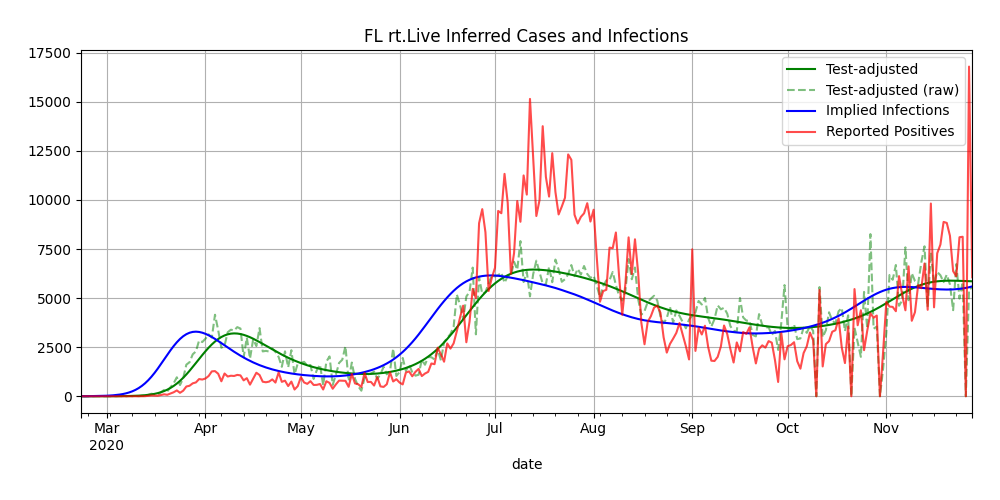 FL rt.Live Inferred Cases and Infections
17500
15000
12500
10000
7500
5000
2500
0
Test-adjusted
Test-adjusted (raw)
Implied Infections
Reported Positives
Mar Apr May Jun Jul Aug Sep Oct Nov
2020
date